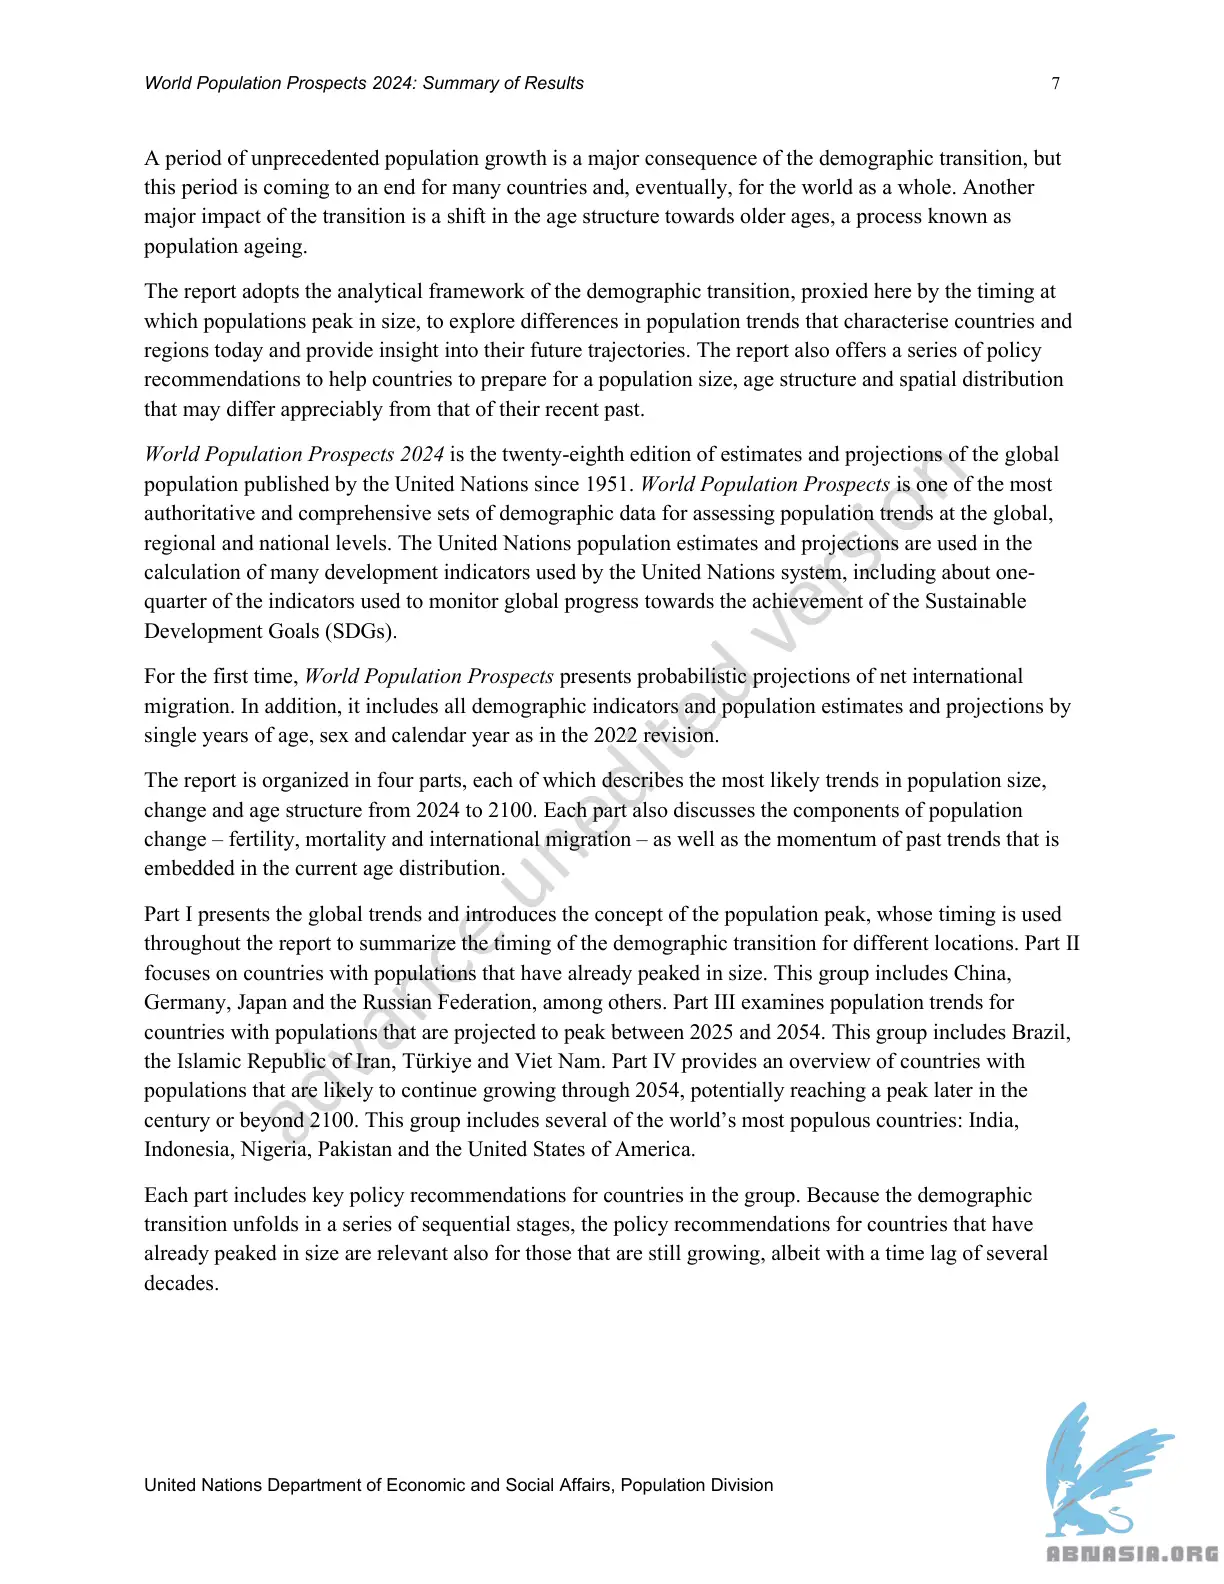 World Population Prospects 2024: Summary of Results 7
A period of unprecedented population growth is a major consequence of the demographic transition, but
this period is coming to an end for many countries and, eventually, for the world as a whole. Another
major impact of the transition is a shift in the age structure towards older ages, a process known as
population ageing.
The report adopts the analytical framework of the demographic transition, proxied here by the timing at
which populations peak in size, to explore differences in population trends that characterise countries and
regions today and provide insight into their future trajectories. The report also offers a series of policy
recommendations to help countries to prepare for a population size, age structure and spatial distribution
that may differ appreciably from that of their recent past.
World Population Prospects 2024 is the twenty-eighth edition of estimates and projections of the global
population published by the United Nations since 1951. World Population Prospects is one of the most
authoritative and comprehensive sets of demographic data for assessing population trends at the global,
regional and national levels. The United Nations population estimates and projections are used in the
calculation of many development indicators used by the United Nations system, including about one-
quarter of the indicators used to monitor global progress towards the achievement of the Sustainable
Development Goals (SDGs).
For the first time, World Population Prospects presents probabilistic projections of net international
migration. In addition, it includes all demographic indicators and population estimates and projections by
single years of age, sex and calendar year as in the 2022 revision.
The report is organized in four parts, each of which describes the most likely trends in population size,
change and age structure from 2024 to 2100. Each part also discusses the components of population
change – fertility, mortality and international migration – as well as the momentum of past trends that is
embedded in the current age distribution.
Part I presents the global trends and introduces the concept of the population peak, whose timing is used
throughout the report to summarize the timing of the demographic transition for different locations. Part II
focuses on countries with populations that have already peaked in size. This group includes China,
Germany, Japan and the Russian Federation, among others. Part III examines population trends for
countries with populations that are projected to peak between 2025 and 2054. This group includes Brazil,
the Islamic Republic of Iran, Türkiye and Viet Nam. Part IV provides an overview of countries with
populations that are likely to continue growing through 2054, potentially reaching a peak later in the
century or beyond 2100. This group includes several of the world’s most populous countries: India,
Indonesia, Nigeria, Pakistan and the United States of America.
Each part includes key policy recommendations for countries in the group. Because the demographic
transition unfolds in a series of sequential stages, the policy recommendations for countries that have
already peaked in size are relevant also for those that are still growing, albeit with a time lag of several
decades.
advance unedited version
United Nations Department of Economic and Social Affairs, Population Division
ABNASIA.ORG